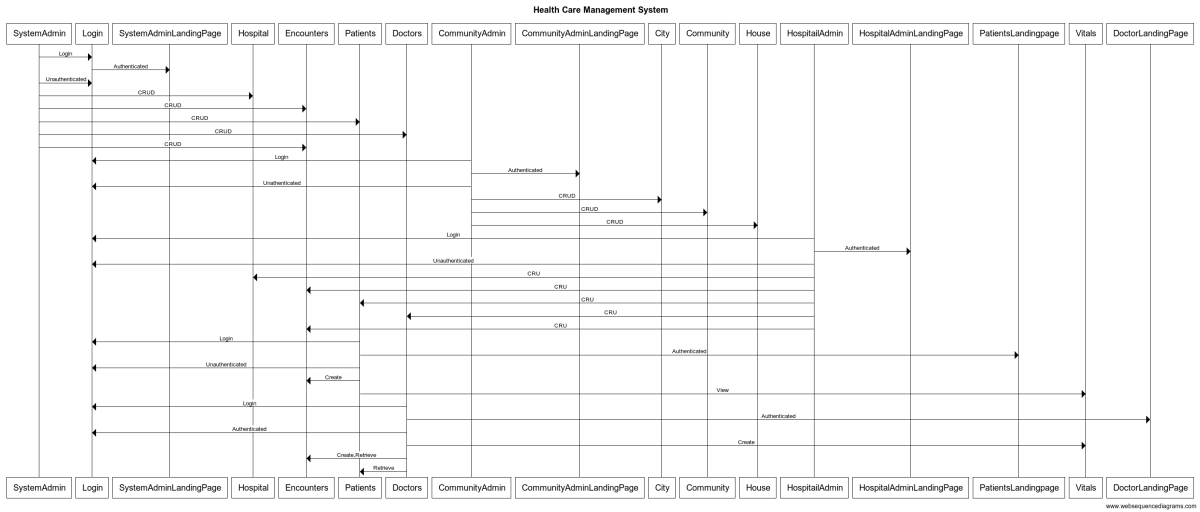 Health Care Management System
SystemAdmin Login SystemAdminLandingPage Hospital Encounters Patients Doctors CommunityAdmin CommunityAdminLandingPage City Community House HospitailAdmin HospitalAdminLandingPage PatientsLandingpage Vitals DoctorLandingPage
Login
Authenticated
Unauthenticated
CRUD
CRUD
CRUD
CRUD
CRUD
Login
Authenticated
Unathenticated
CRUD
CRUD
CRUD
Login
Authenticated
Unauthenticated
CRU
CRU
CRU
CRU
CRU
Login
Authenticated
Unauthenticated
Create
View
Login
Authenticated
Authenticated
Create
Create,Retrieve
Retrieve
SystemAdmin Login SystemAdminLandingPage Hospital Encounters Patients Doctors CommunityAdmin CommunityAdminLandingPage City Community House HospitailAdmin HospitalAdminLandingPage PatientsLandingpage Vitals DoctorLandingPage
www.websequencediagrams.com